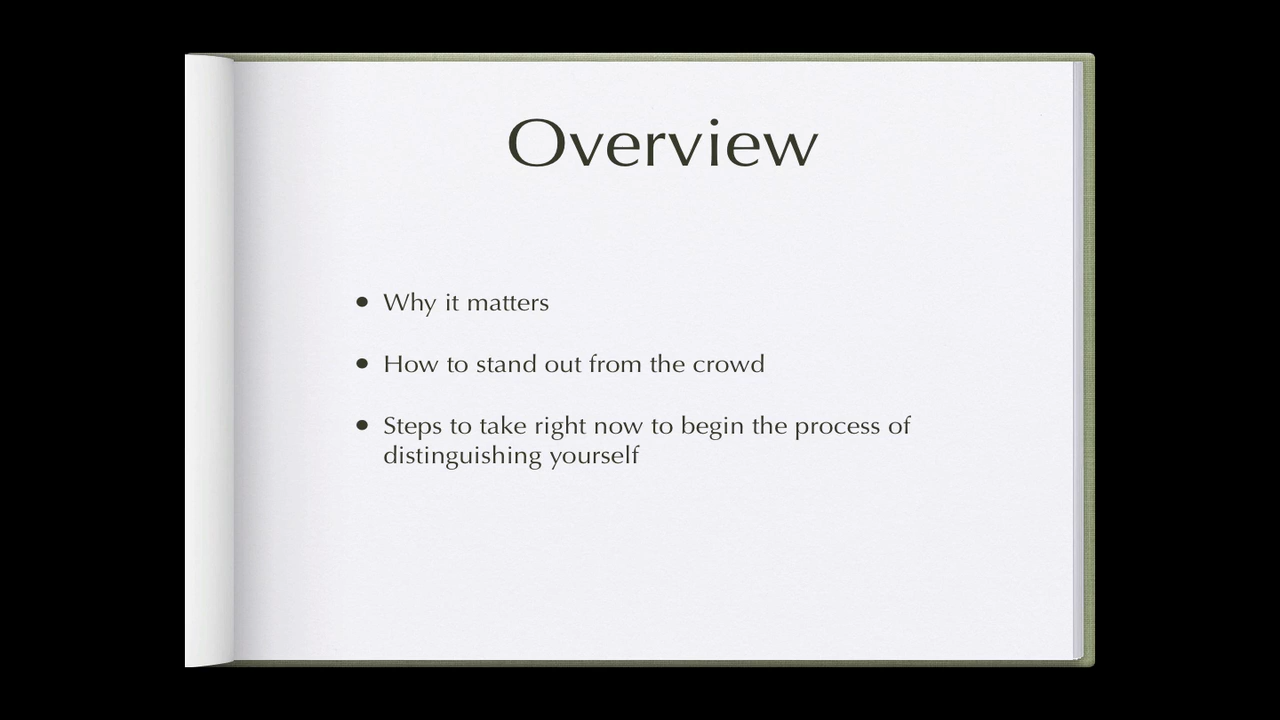 Overview
• Why it matters
• How to stand out from the crowd
• Steps to take right now to begin the process of
distinguishing yourself